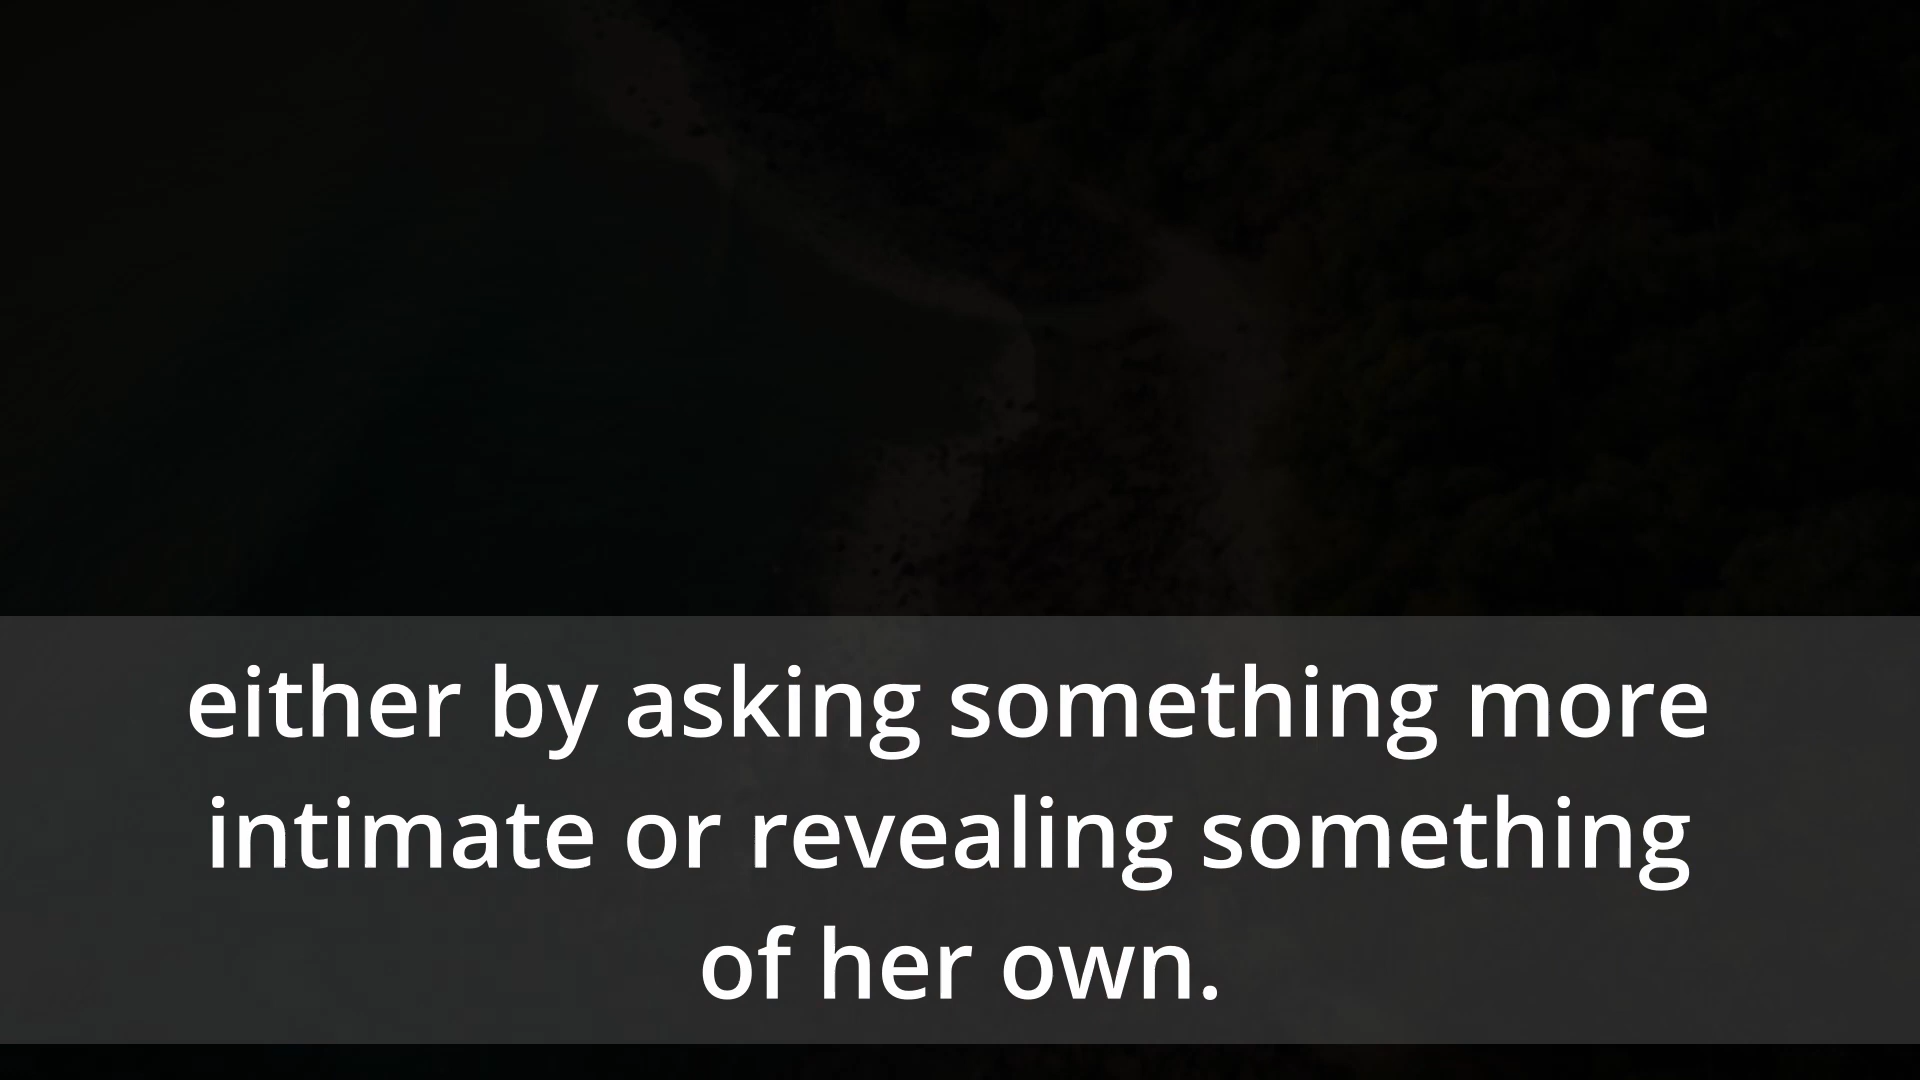 either by asking something more
intimate or revealing something
of her own.